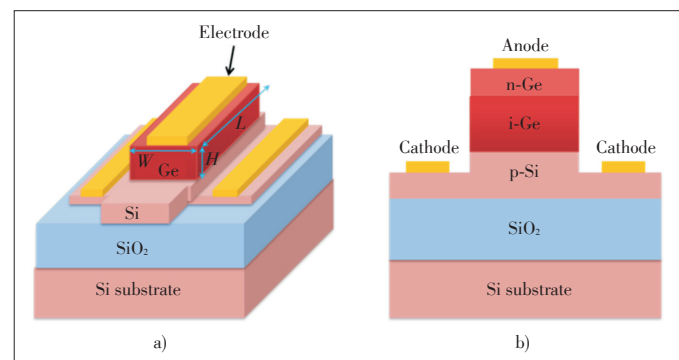 Electrode
L
W
H
Ge
Si
SiO₂
Si substrate
a)
Anode
n-Ge
i-Ge
Cathode
Cathode
p-Si
SiO₂
Si substrate
b)